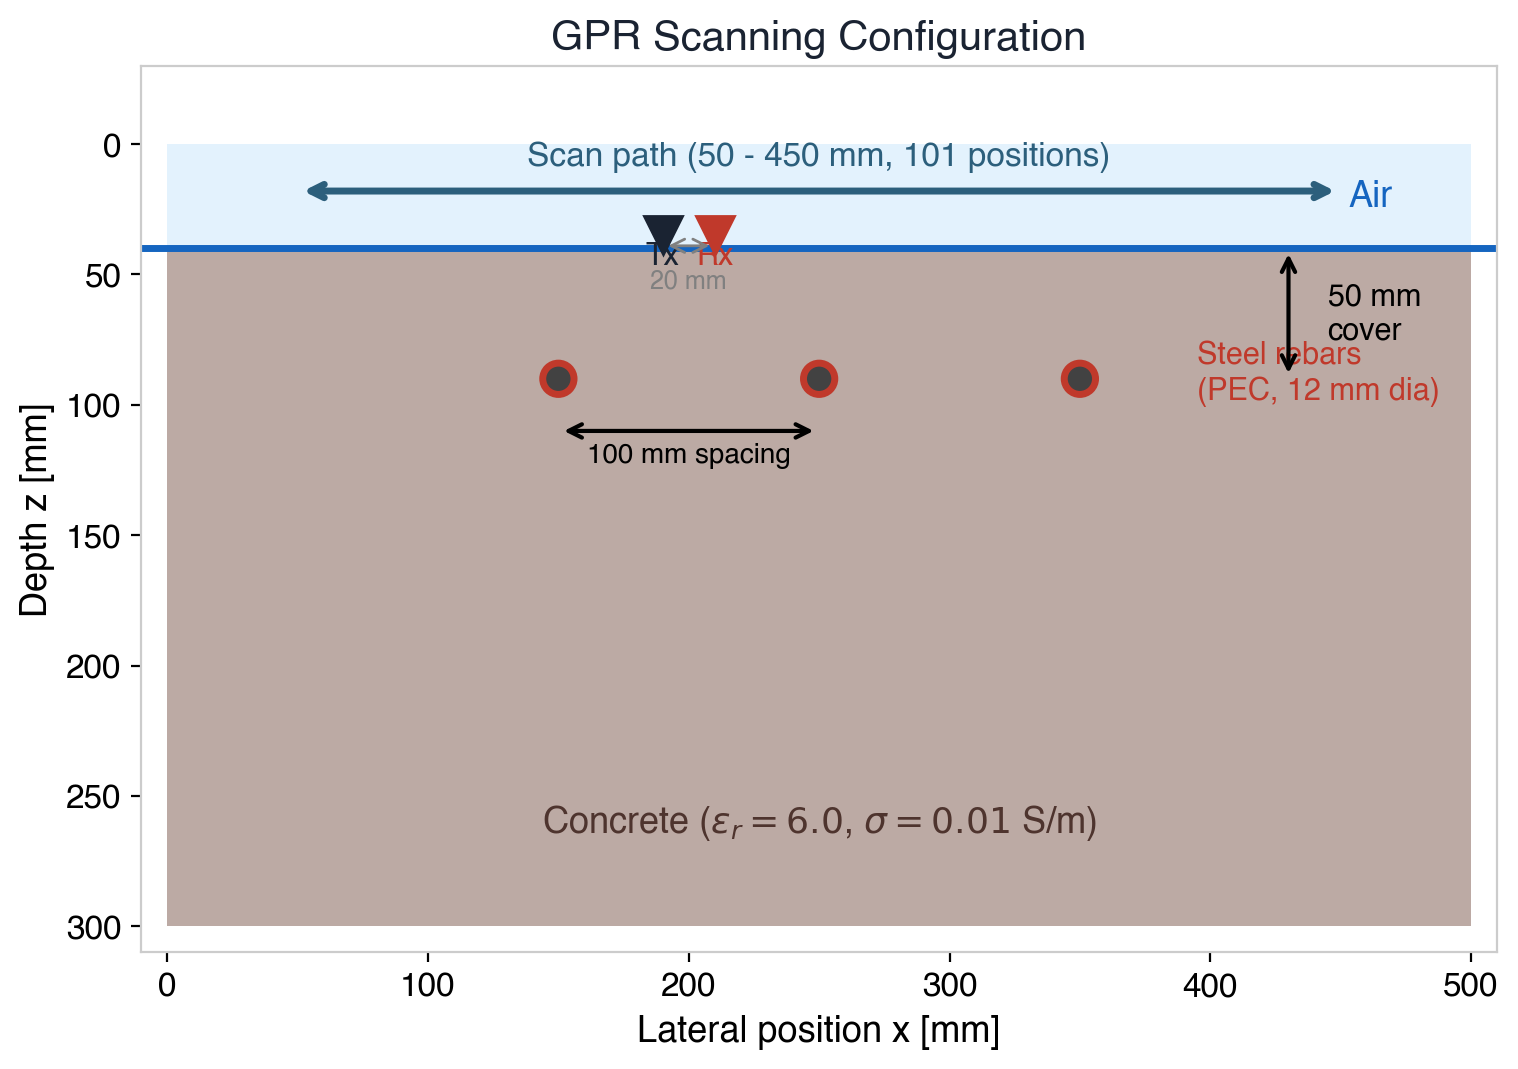 GPR Scanning Configuration
0
50
100
150
200
250
300
Depth z [mm]
Scan path (50 - 450 mm, 101 positions)
Air
Tx
Rx
20 mm
50 mm
cover
Steel rebars
(PEC, 12 mm dia)
100 mm spacing
Concrete (εᵣ = 6.0, σ = 0.01 S/m)
0
100
200
300
400
500
Lateral position x [mm]